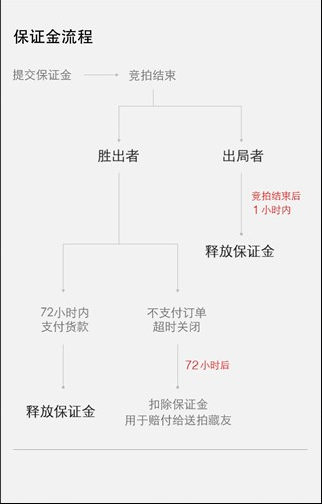 保证金流程
提交保证金
竞拍结束
胜出者
出局者
竞拍结束后
1小时内
释放保证金
72小时内
支付货款
不支付订单
超时关闭
72小时后
释放保证金
扣除保证金
用于赔付给送拍藏友